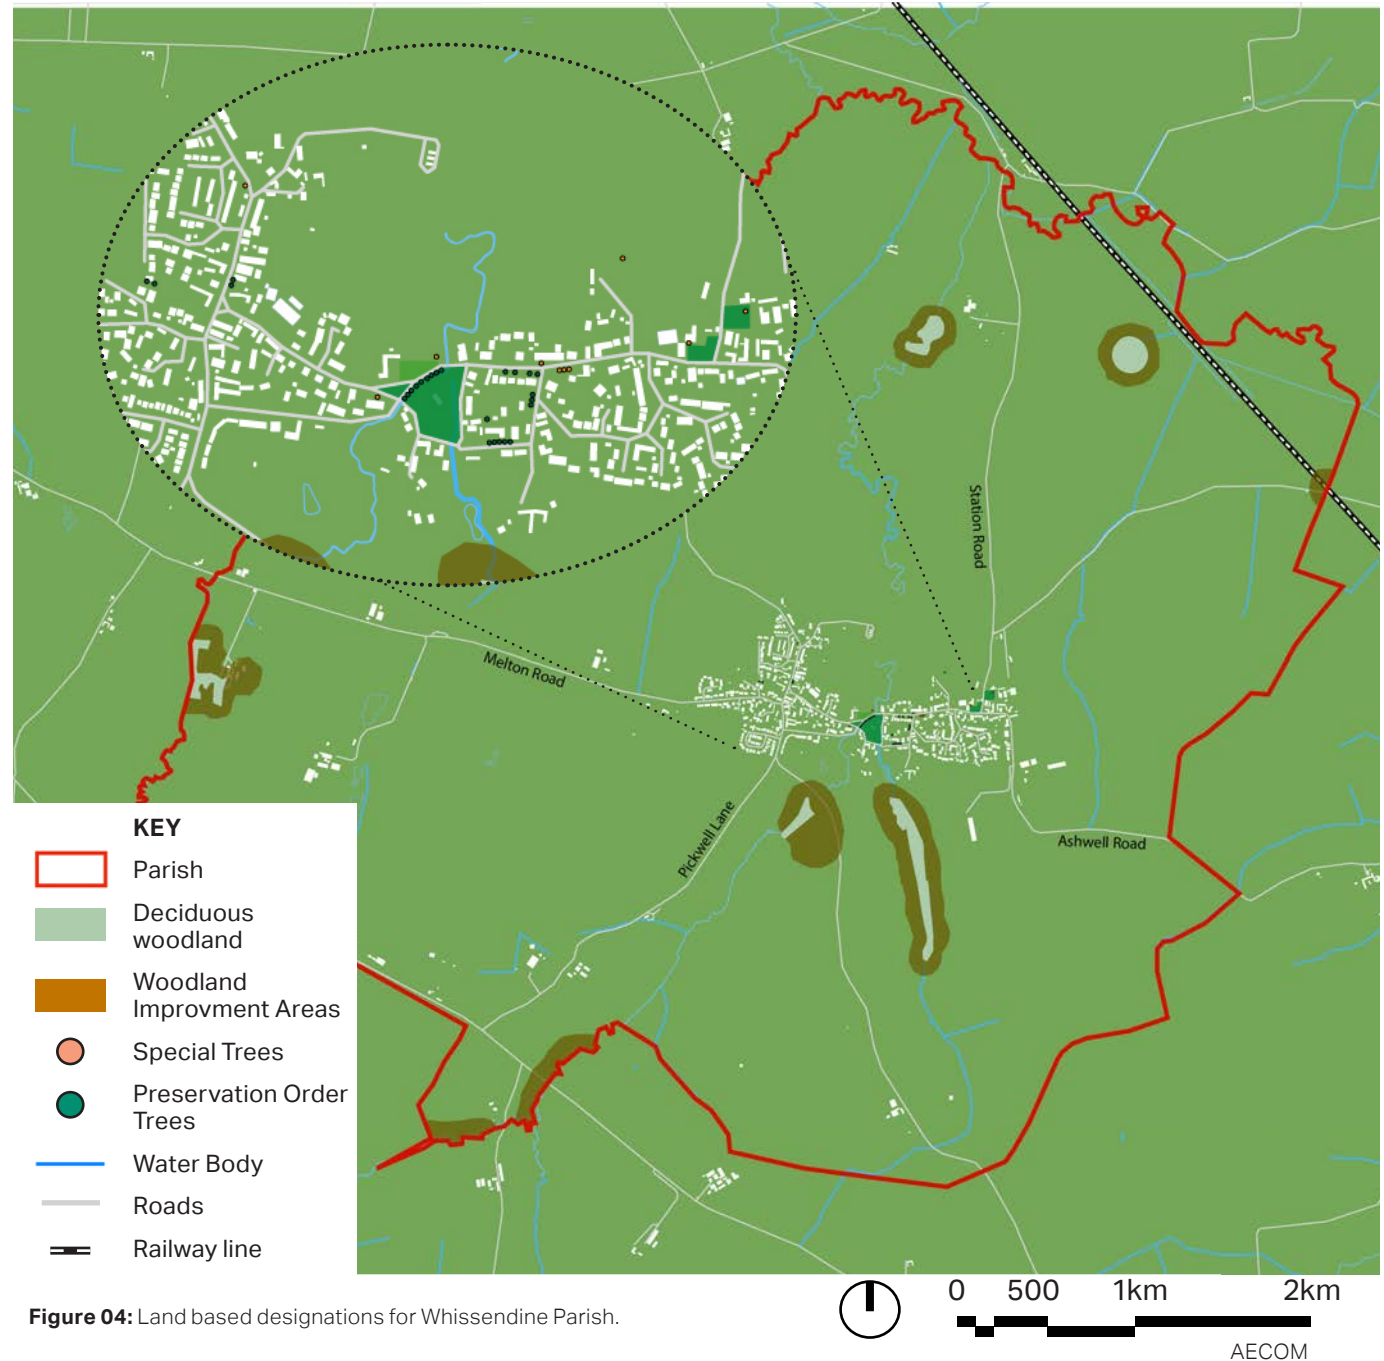 Station Road
Melton Road
Pickwell Lane
Ashwell Road
KEY
Parish
Deciduous
woodland
Woodland
Improvment Areas
Special Trees
Preservation Order
Trees
Water Body
Roads
Railway line
Figure 04: Land based designations for Whissendine Parish.
0 500 1km 2km
AECOM